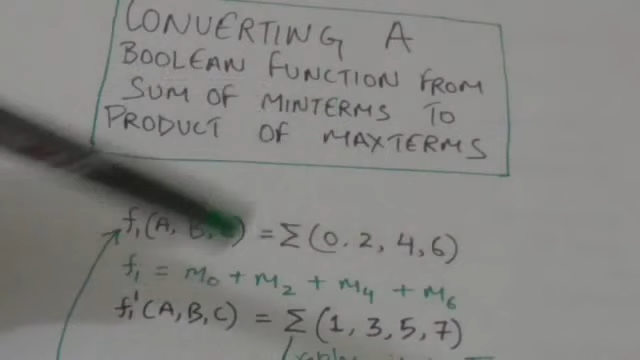 CONVERTING A
BOOLEAN FUNCTION FROM
SUM OF MINTERMS TO
PRODUCT OF MAXTERMS
f₁(A, B, C) = Σ(0. 2, 4, 6)
f₁ = m₀ + m₂ + m₄ + m₆
f₁'(A, B, C) = Σ(1, 3, 5, 7)